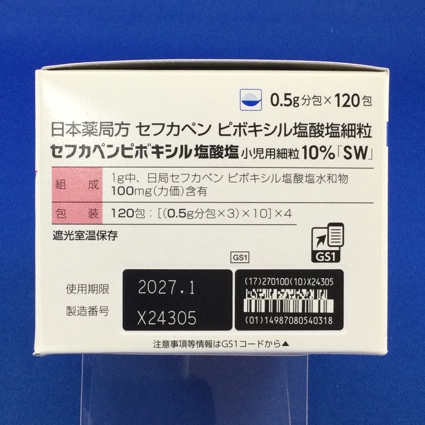 0.5g分包×120包
日本薬局方 セフカペン ピボキシル塩酸塩細粒
セフカペンピボキシル塩酸塩 小児用細粒 10%「SW」
組成 1g中、日局セフカペン ピボキシル塩酸塩水和物
100mg(力価)含有
包装 120包:[(0.5g分包×3)×10]×4
遮光室温保存
GS1
GS1
使用期限 2027.1
製造番号 X24305
(17)270100(10)X24305
(01)14987080540318
注意事項等情報はGS1コードから▲